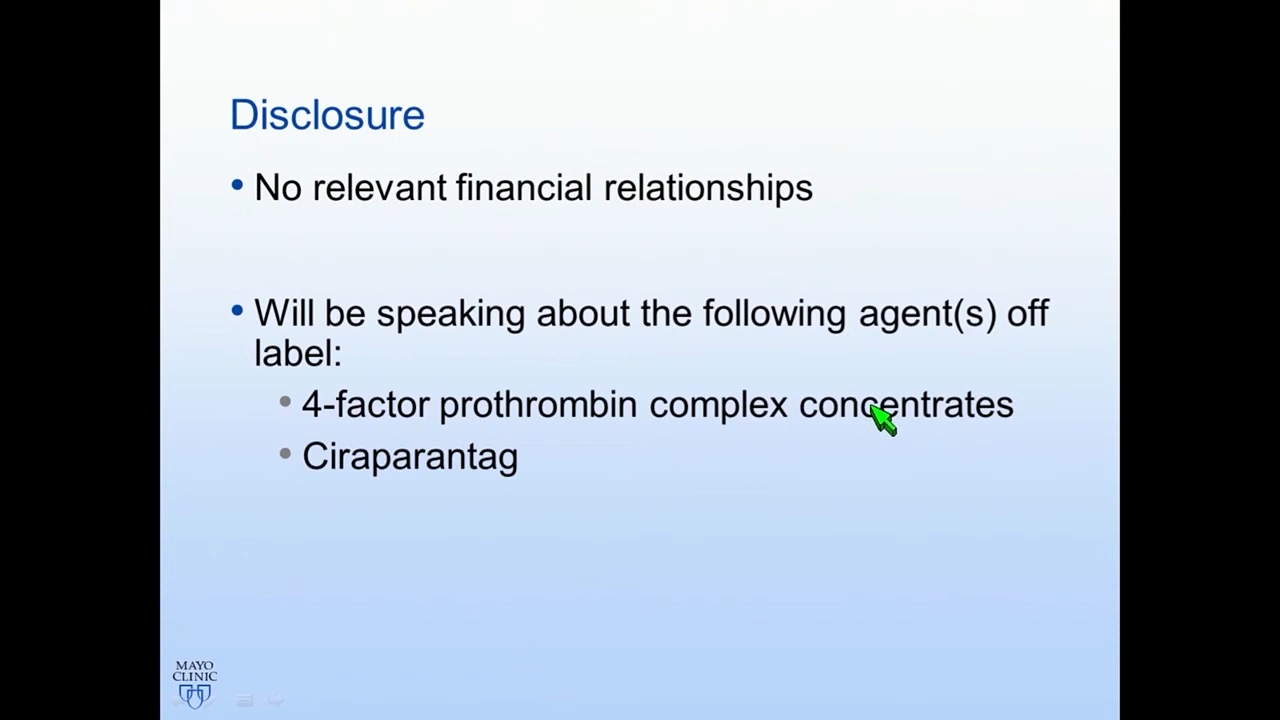 Disclosure
• No relevant financial relationships
• Will be speaking about the following agent(s) off
label:
• 4-factor prothrombin complex concentrates
• Ciraparantag
MAYO
CLINIC